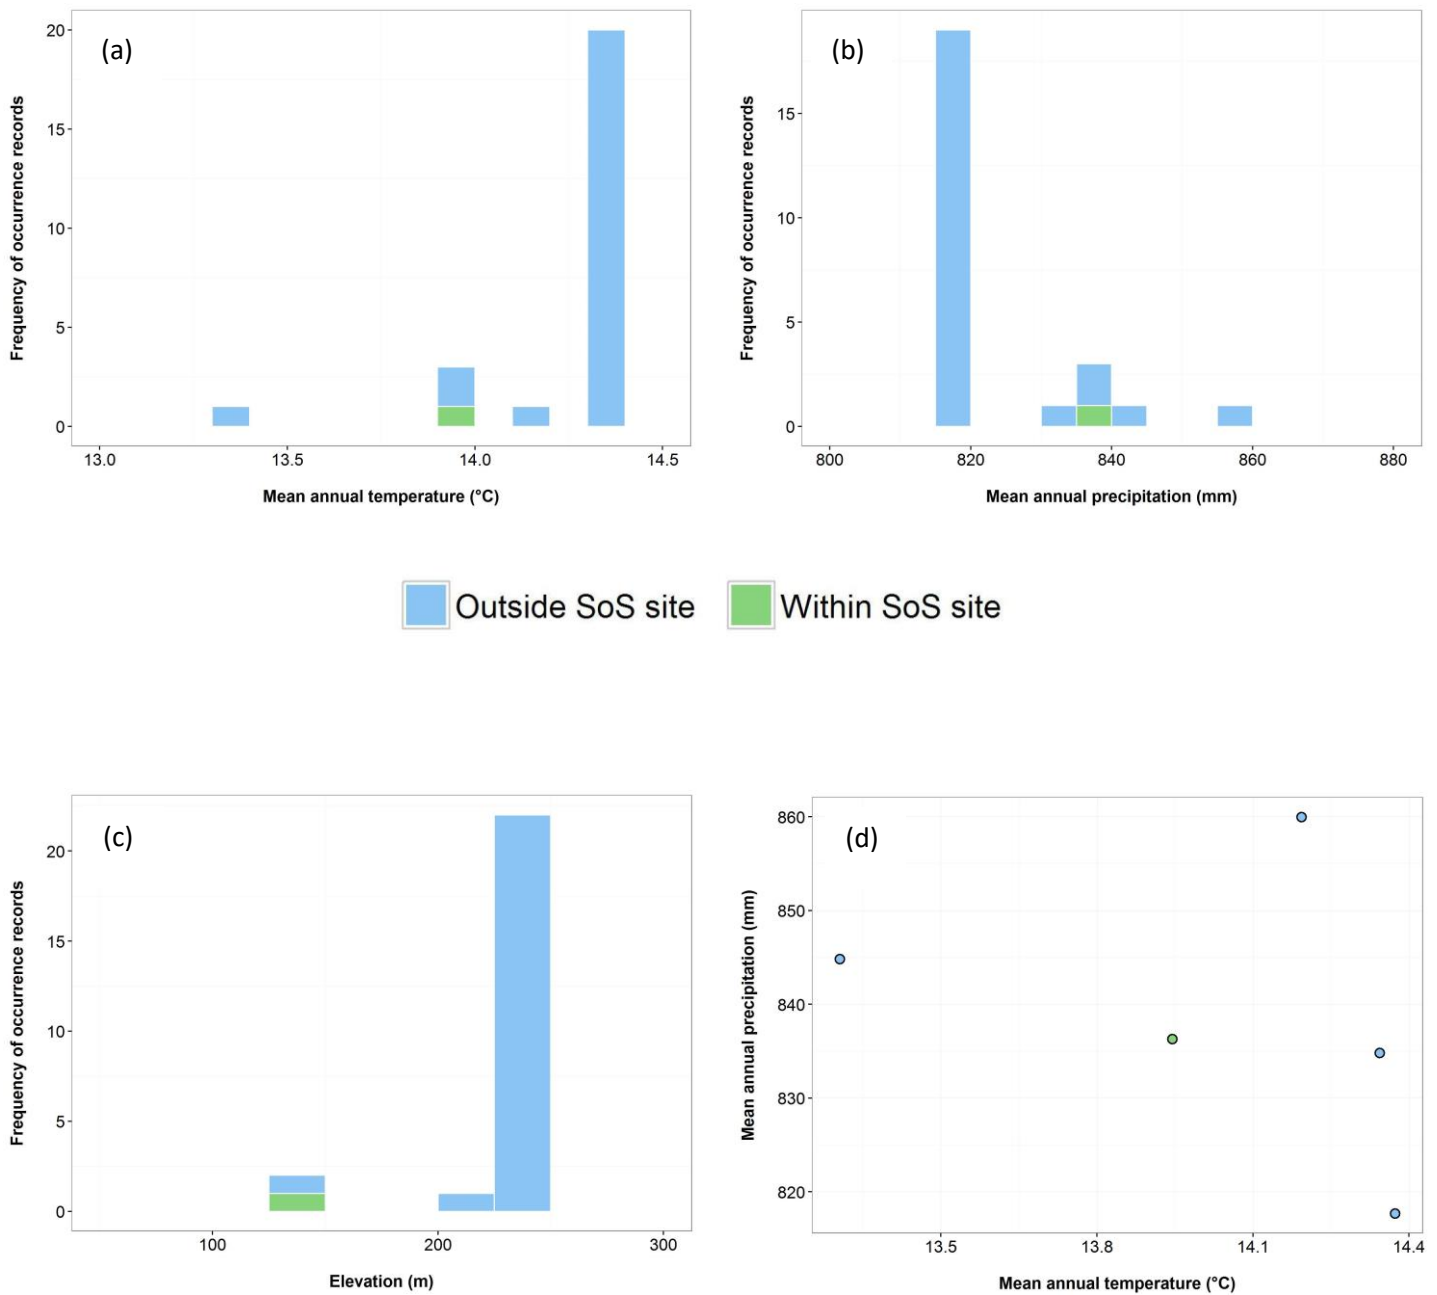 (a)
Frequency of occurrence records
20
15
10
5
0
13.0 13.5 14.0 14.5
Mean annual temperature (°C)
(b)
Frequency of occurrence records
15
10
5
0
800 820 840 860 880
Mean annual precipitation (mm)
Outside SoS site
Within SoS site
(c)
Frequency of occurrence records
20
15
10
5
0
100 200 300
Elevation (m)
(d)
Mean annual precipitation (mm)
860
850
840
830
820
13.5 13.8 14.1 14.4
Mean annual temperature (°C)